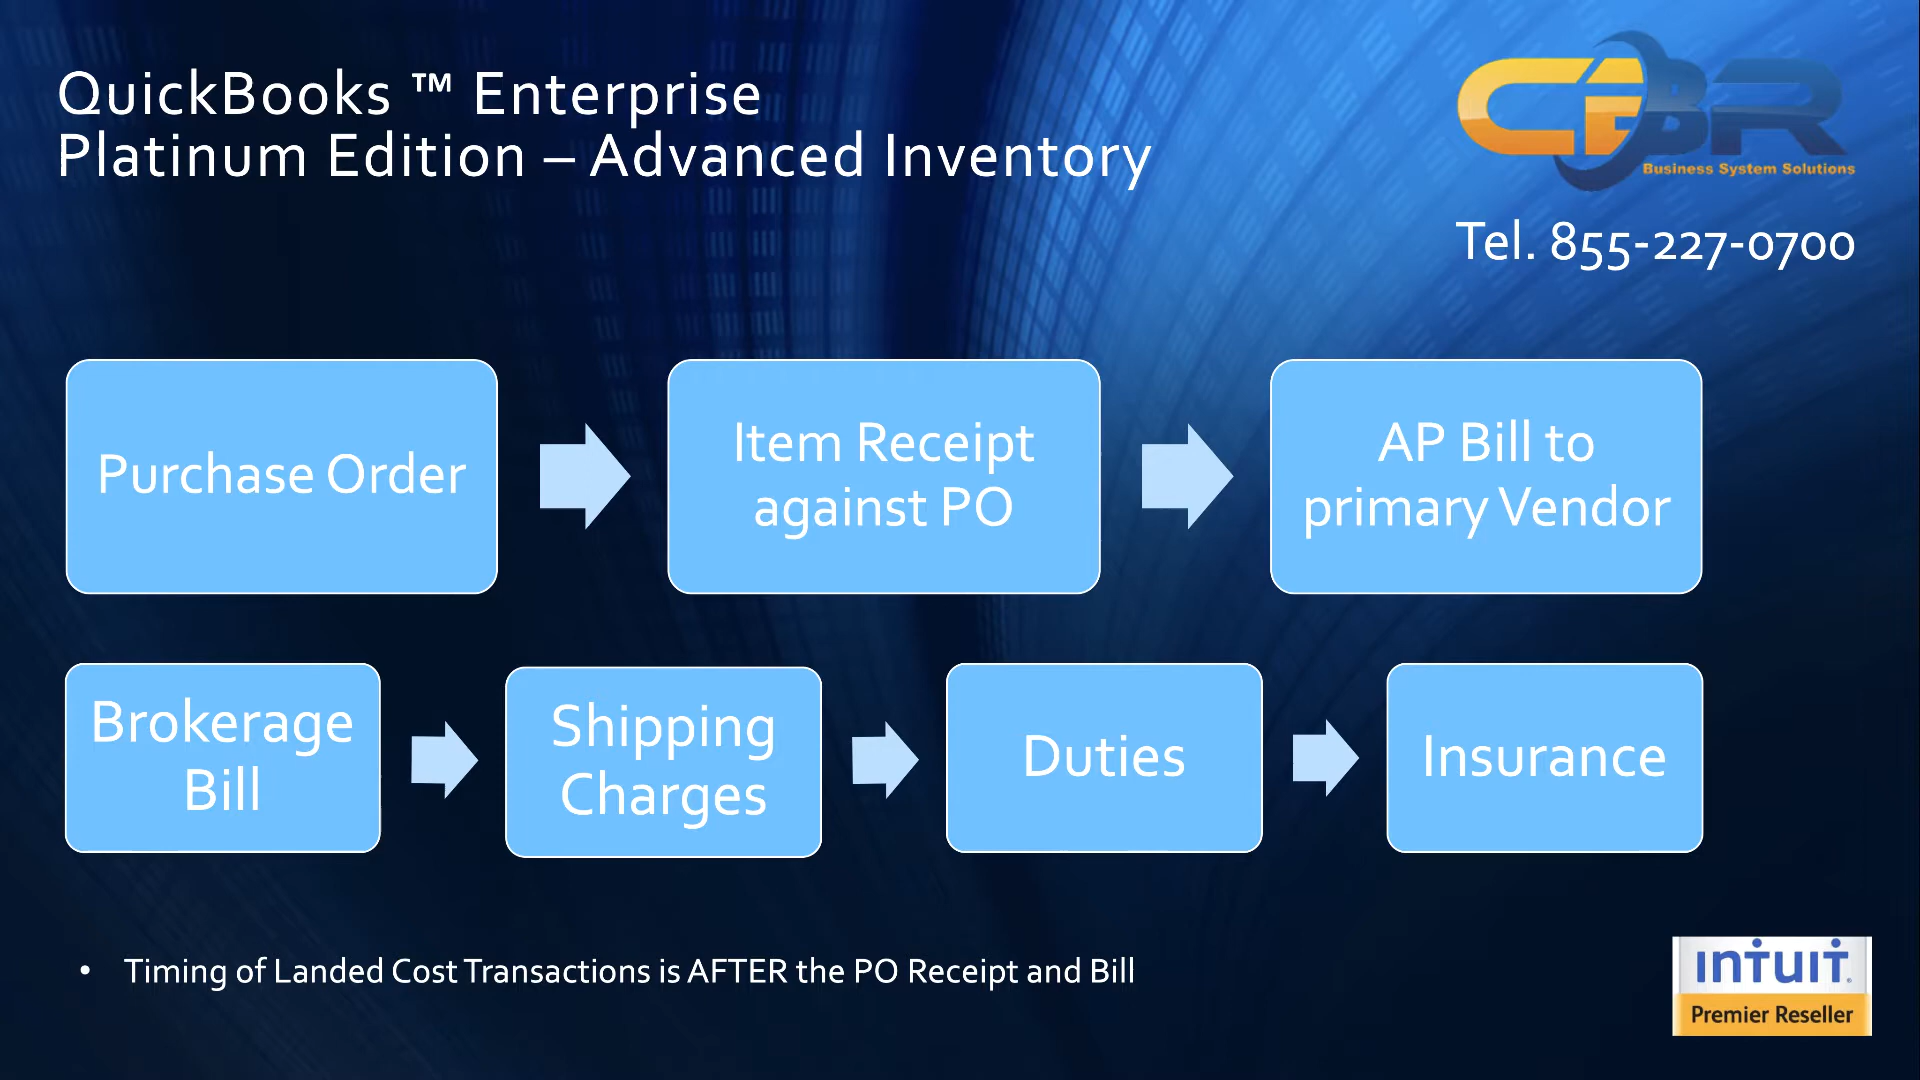 QuickBooks ™ Enterprise
Platinum Edition – Advanced Inventory
CBR
Business System Solutions
Tel. 855-227-0700
Purchase Order
Item Receipt
against PO
AP Bill to
primary Vendor
Brokerage
Bill
Shipping
Charges
Duties
Insurance
• Timing of Landed Cost Transactions is AFTER the PO Receipt and Bill
intuit
Premier Reseller